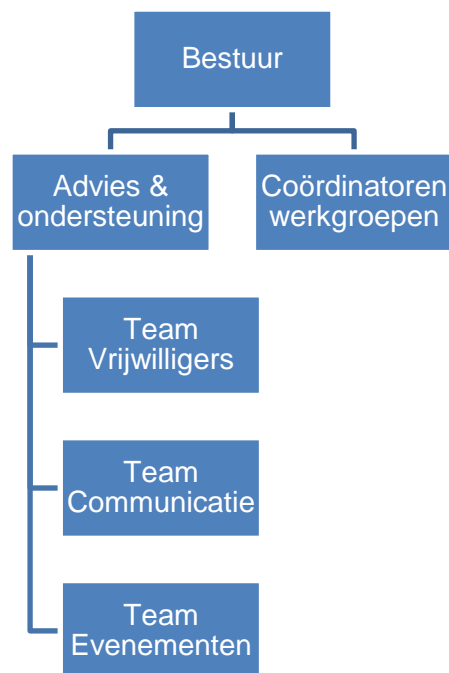 Bestuur
Advies &
ondersteuning
Coördinatoren
werkgroepen
Team
Vrijwilligers
Team
Communicatie
Team
Evenementen